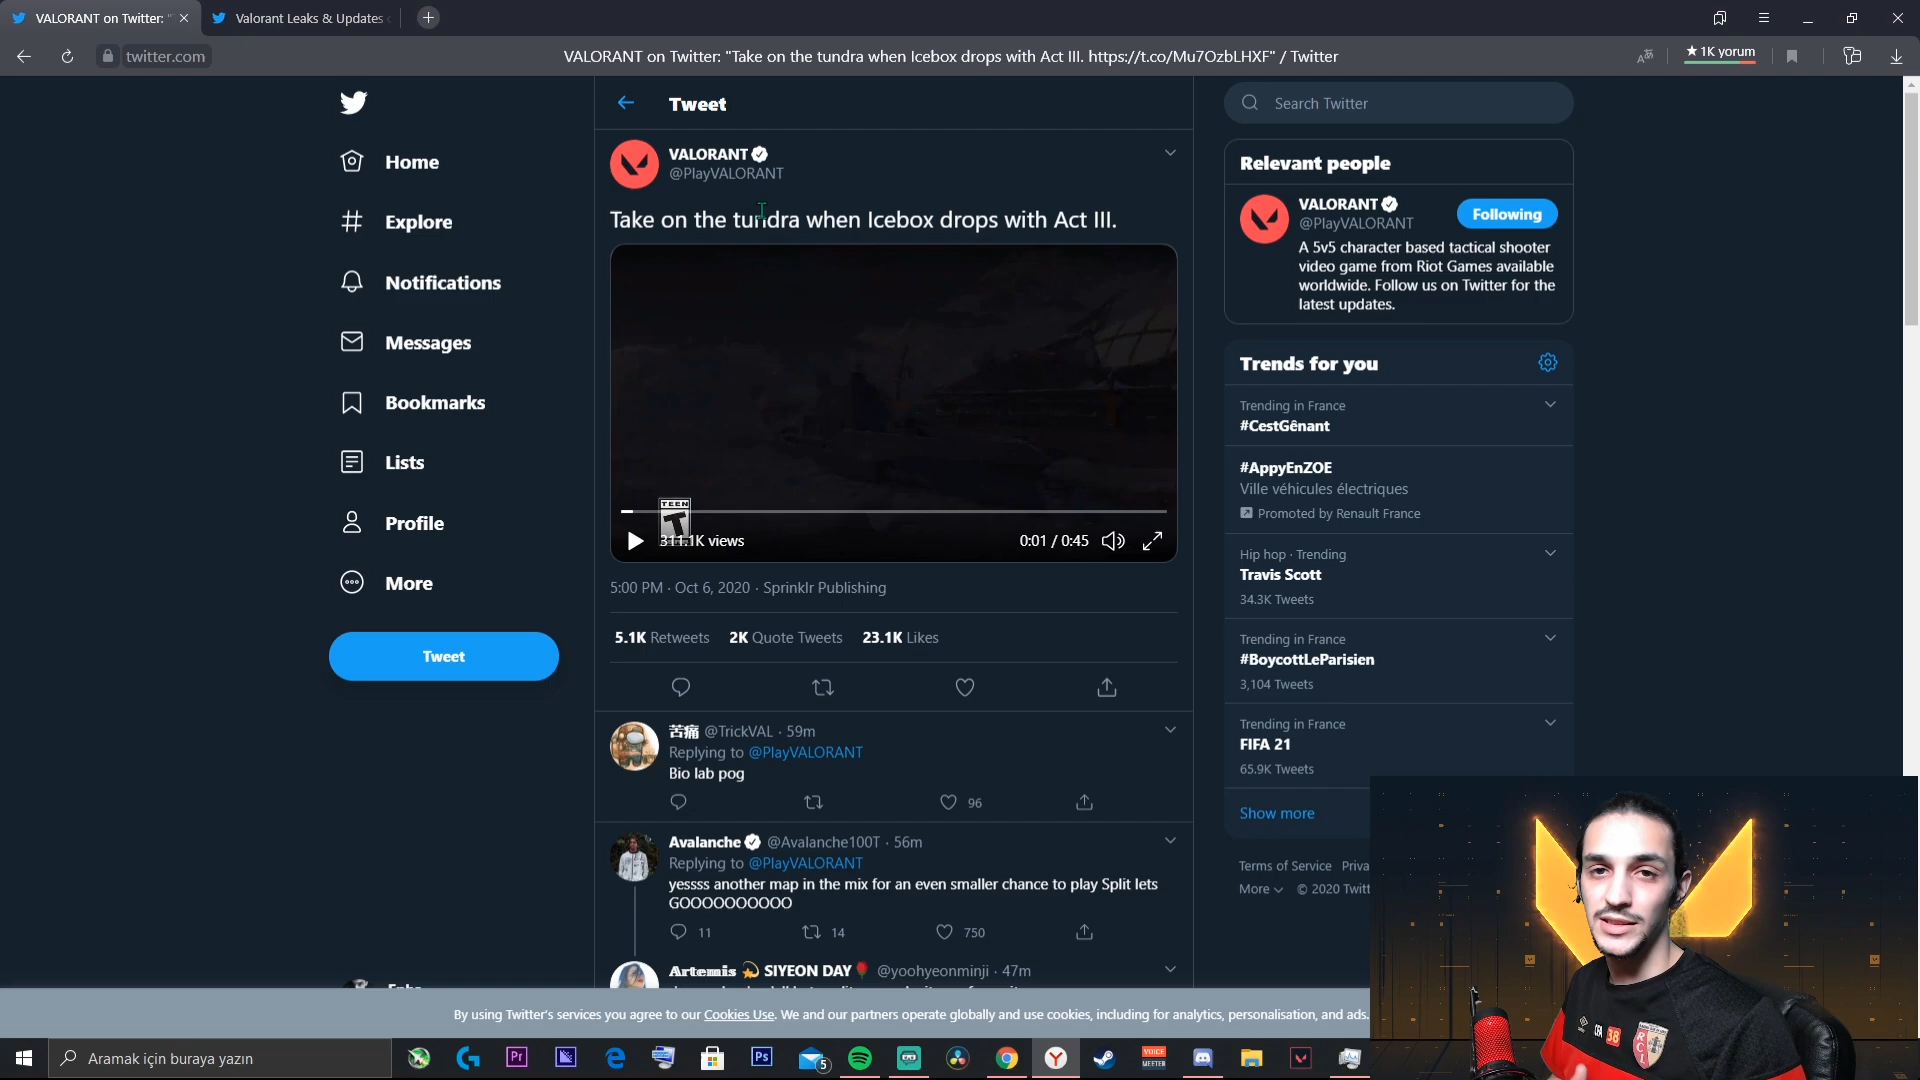 VALORANT on Twitter: "
Valorant Leaks & Updates
twitter.com
VALORANT on Twitter: "Take on the tundra when Icebox drops with Act III. https://t.co/Mu7OzbLHXF" / Twitter
★1K yorum
Home
Explore
Notifications
Messages
Bookmarks
Lists
Profile
More
Tweet
Tweet
VALORANT
@PlayVALORANT
Take on the tundra when Icebox drops with Act III.
TEEN
T
311.1K views
0:01 / 0:45
5:00 PM · Oct 6, 2020 · Sprinklr Publishing
5.1K Retweets 2K Quote Tweets 23.1K Likes
苦痛 @TrickVAL · 59m
Replying to @PlayVALORANT
Bio lab pog
96
Avalanche @Avalanche100T · 56m
Replying to @PlayVALORANT
yessss another map in the mix for an even smaller chance to play Split lets
GOOOOOOOOOO
11 14 750
Artemis 💫 SIYEON DAY🌹 @yoohyeonminji · 47m
Search Twitter
Relevant people
VALORANT
@PlayVALORANT
Following
A 5v5 character based tactical shooter
video game from Riot Games available
worldwide. Follow us on Twitter for the
latest updates.
Trends for you
Trending in France
#CestGênant
#AppyEnZOE
Ville véhicules électriques
Promoted by Renault France
Hip hop · Trending
Travis Scott
34.3K Tweets
Trending in France
#BoycottLeParisien
3,104 Tweets
Trending in France
FIFA 21
65.9K Tweets
Show more
Terms of Service Priva
More © 2020 Twitt
By using Twitter's services you agree to our Cookies Use. We and our partners operate globally and use cookies, including for analytics, personalisation, and ads.
Aramak için buraya yazın
Pr
Ps
5
VOICE
MEETER
38
RCL